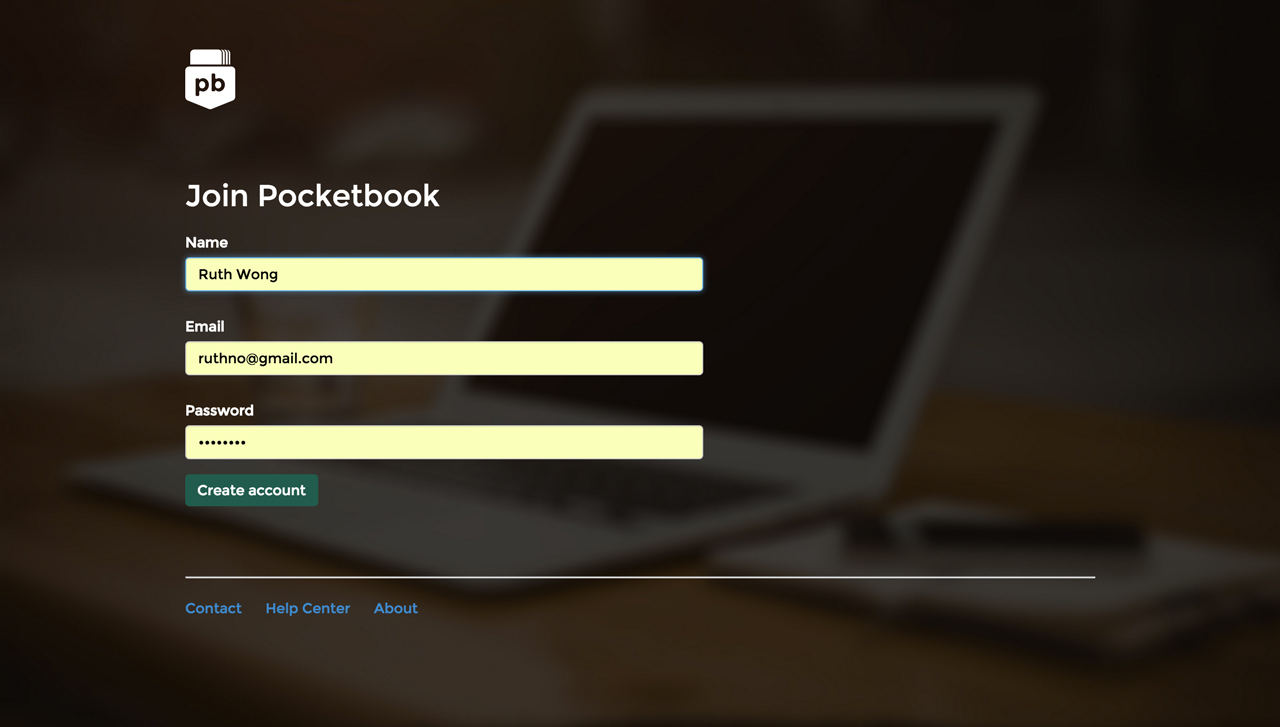 pb
Join Pocketbook
Name
Ruth Wong
Email
ruthno@gmail.com
Password
••••••••
Create account
Contact Help Center About